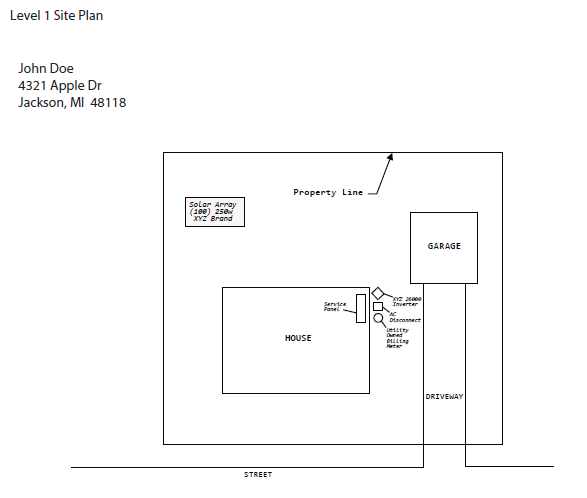 Level 1 Site Plan
John Doe
4321 Apple Dr
Jackson, MI 48118
Property Line
Solar Array
(100) 250w
XYZ Brand
GARAGE
XYZ 26000
Inverter
Service
Panel
AC
Disconnect
Utility
Owned
Billing
Meter
HOUSE
DRIVEWAY
STREET